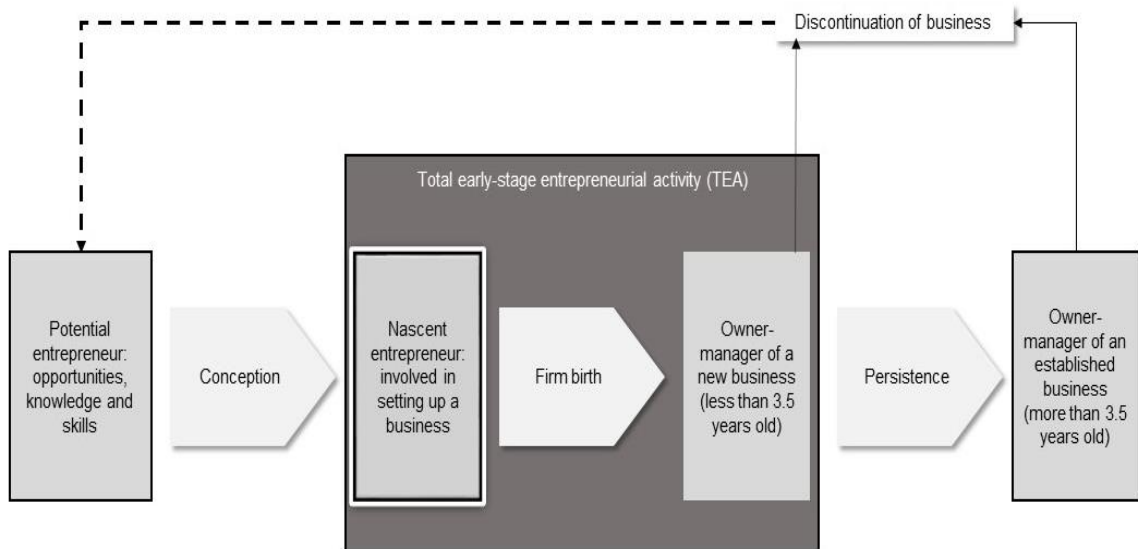 Discontinuation of business
Total early-stage entrepreneurial activity (TEA)
Potential
entrepreneur:
opportunities,
knowledge and
skills
Conception
Nascent
entrepreneur:
involved in
setting up a
business
Firm birth
Owner-
manager of a
new business
(less than 3.5
years old)
Persistence
Owner-
manager of an
established
business
(more than 3.5
years old)